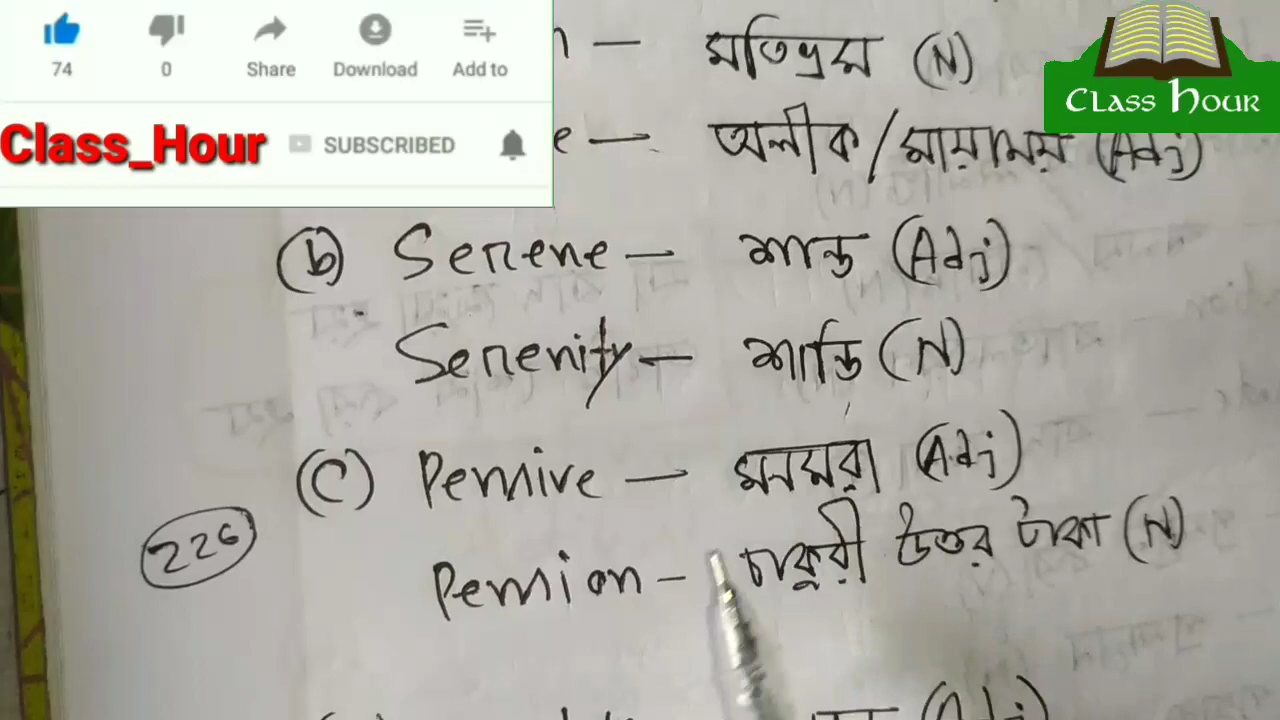 74 0 Share Download Add to
Class_Hour SUBSCRIBED
CLASS HOUR
n — মতিভ্রম (N)
e — অলীক/মায়াময় (Adj)
(b) Serene — শান্ত (Adj)
Serenity — শান্তি (N)
(C) Pensive — মনমরা (Adj)
226
Pension — চাকুরী উত্তর টাকা (N)